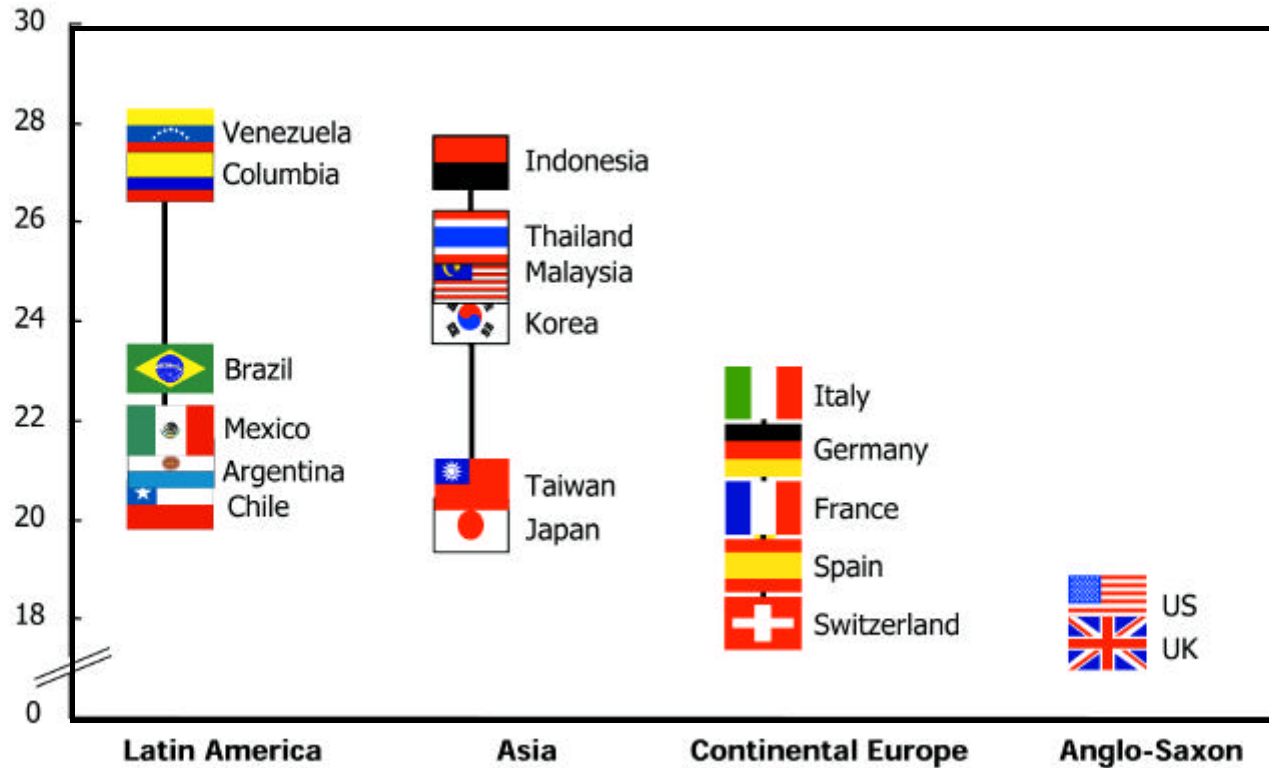 30
28
26
24
22
20
18
0
Venezuela
Columbia
Brazil
Mexico
Argentina
Chile
Indonesia
Thailand
Malaysia
Korea
Taiwan
Japan
Italy
Germany
France
Spain
Switzerland
US
UK
Latin America
Asia
Continental Europe
Anglo-Saxon